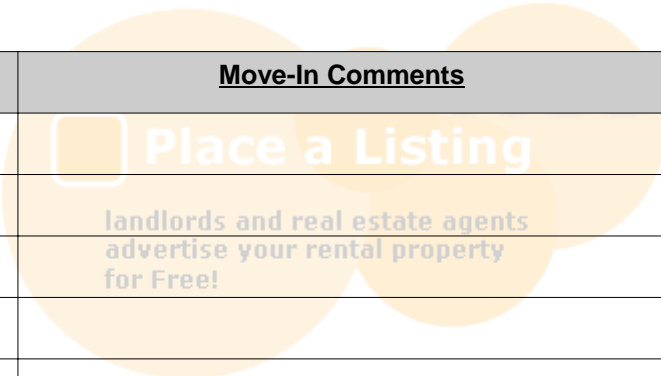 Move-In Comments
Place a Listing
landlords and real estate agents
advertise your rental property
for Free!